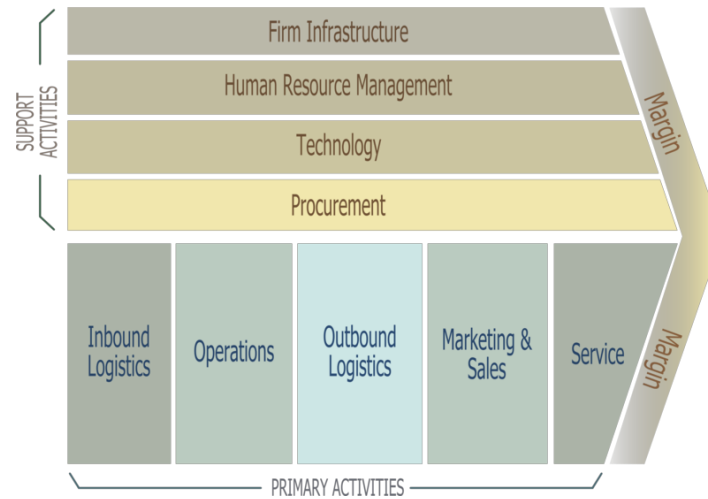 Firm Infrastructure
Human Resource Management
Technology
Procurement
SUPPORT
ACTIVITIES
Margin
Inbound
Logistics
Operations
Outbound
Logistics
Marketing &
Sales
Service
Margin
PRIMARY ACTIVITIES